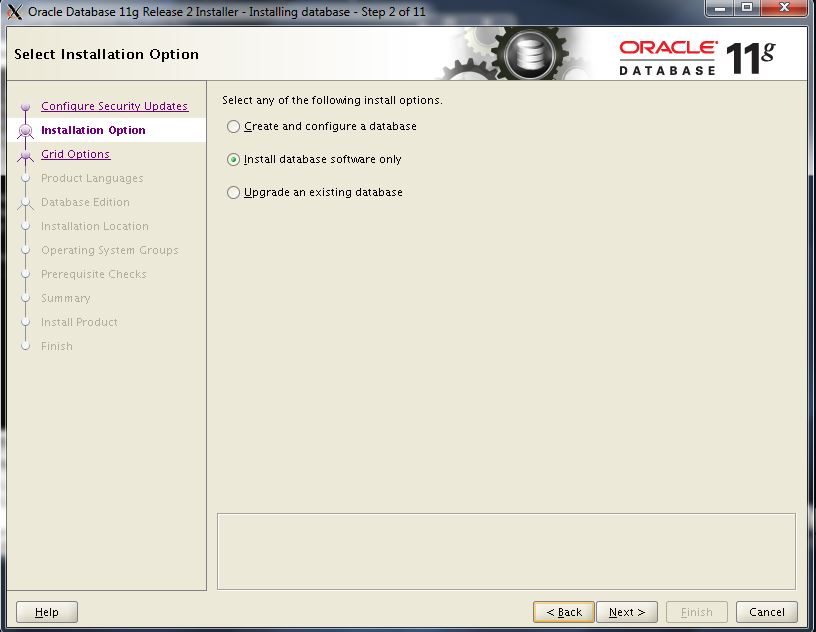 Oracle Database 11g Release 2 Installer - Installing database - Step 2 of 11
Select Installation Option
ORACLE
DATABASE
11g
Configure Security Updates
Installation Option
Grid Options
Product Languages
Database Edition
Installation Location
Operating System Groups
Prerequisite Checks
Summary
Install Product
Finish
Select any of the following install options.
Create and configure a database
Install database software only
Upgrade an existing database
Help
< Back
Next >
Finish
Cancel